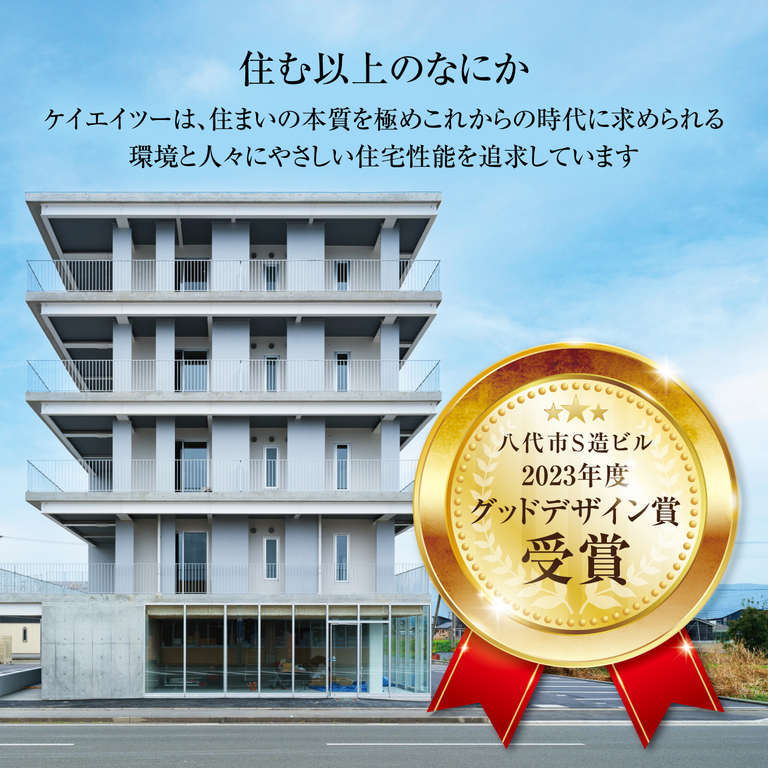 住む以上のなにか
ケイエイツーは、住まいの本質を極めこれからの時代に求められる
環境と人々にやさしい住宅性能を追求しています
八代市S造ビル
2023年度
グッドデザイン賞
受賞